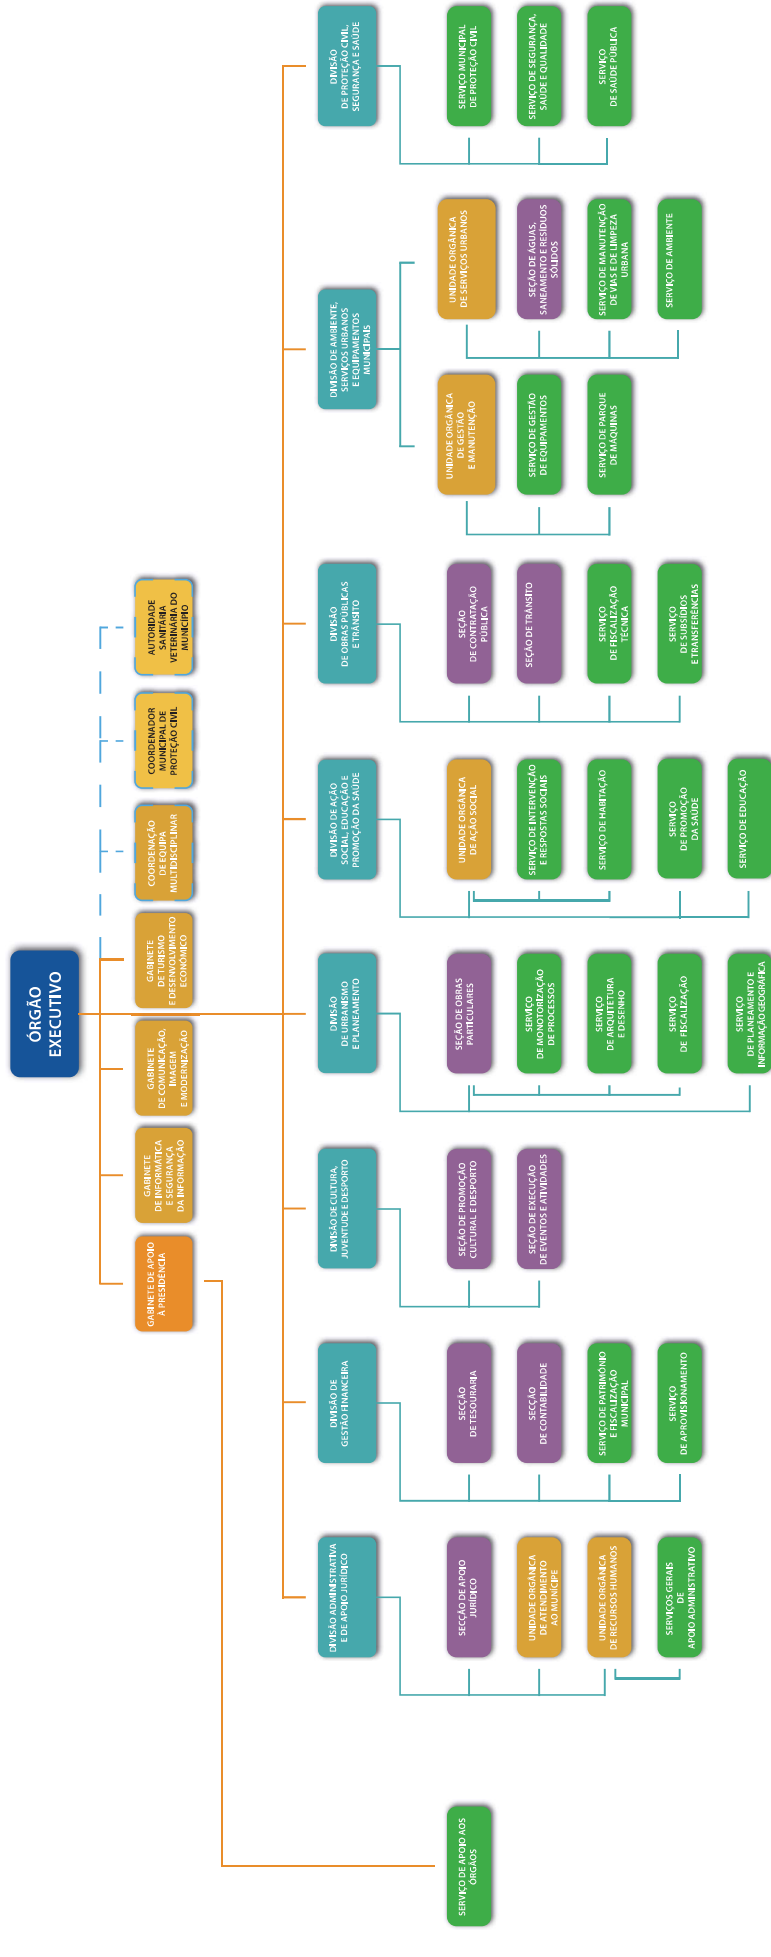 ÓRGÃO
EXECUTIVO
GABINETE DE APOIO
À PRESIDÊNCIA
GABINETE
DE INFORMÁTICA
E SEGURANÇA
DA INFORMAÇÃO
GABINETE
DE COMUNICAÇÃO,
IMAGEM
E MODERNIZAÇÃO
GABINETE
DE TURISMO
E DESENVOLVIMENTO
ECONÓMICO
COORDENAÇÃO
DE EQUIPA
MULTIDISCIPLINAR
COORDENADOR
MUNICIPAL DE
PROTEÇÃO CIVIL
AUTORIDADE
SANITÁRIA
VETERINÁRIA DO
MUNICÍPIO
SERVIÇO DE APOIO AOS
ÓRGÃOS
DIVISÃO ADMINISTRATIVA
E DE APOIO JURÍDICO
SECÇÃO DE APOIO
JURÍDICO
UNIDADE ORGÂNICA
DE ATENDIMENTO
AO MUNÍCIPE
UNIDADE ORGÂNICA
DE RECURSOS HUMANOS
SERVIÇOS GERAIS
DE
APOIO ADMINISTRATIVO
DIVISÃO DE
GESTÃO FINANCEIRA
SECÇÃO
DE TESOURARIA
SECÇÃO
DE CONTABILIDADE
SERVIÇO DE PATRIMÓNIO
E FISCALIZAÇÃO
MUNICIPAL
SERVIÇO
DE APROVISIONAMENTO
DIVISÃO DE CULTURA,
JUVENTUDE E DESPORTO
SEÇÃO DE PROMOÇÃO
CULTURAL E DESPORTO
SEÇÃO DE EXECUÇÃO
DE EVENTOS E ATIVIDADES
DIVISÃO
DE URBANISMO
E PLANEAMENTO
SEÇÃO DE OBRAS
PARTICULARES
SERVIÇO
DE MONOTORIZAÇÃO
DE PROCESSOS
SERVIÇO
DE ARQUITETURA
E DESENHO
SERVIÇO
DE FISCALIZAÇÃO
SERVIÇO
DE PLANEAMENTO E
INFORMAÇÃO GEOGRÁFICA
DIVISÃO DE AÇÃO
SOCIAL, EDUCAÇÃO E
PROMOÇÃO DA SAÚDE
UNIDADE ORGÂNICA
DE AÇÃO SOCIAL
SERVIÇO DE INTERVENÇÃO
E RESPOSTAS SOCIAIS
SERVIÇO DE HABITAÇÃO
SERVIÇO
DE PROMOÇÃO
DA SAÚDE
SERVIÇO DE EDUCAÇÃO
DIVISÃO
DE OBRAS PÚBLICAS
E TRÂNSITO
SEÇÃO
DE CONTRATAÇÃO
PÚBLICA
SEÇÃO DE TRÂNSITO
SERVIÇO
DE FISCALIZAÇÃO
TÉCNICA
SERVIÇO
DE SUBSÍDIOS
E TRANSFERÊNCIAS
DIVISÃO DE AMBIENTE,
SERVIÇOS URBANOS
E EQUIPAMENTOS
MUNICIPAIS
UNIDADE ORGÂNICA
DE GESTÃO
E MANUTENÇÃO
SERVIÇO DE GESTÃO
DE EQUIPAMENTOS
SERVIÇO DE PARQUE
DE MÁQUINAS
UNIDADE ORGÂNICA
DE SERVIÇOS URBANOS
SEÇÃO DE ÁGUAS,
SANEAMENTO E RESÍDUOS
SÓLIDOS
SERVIÇO DE MANUTENÇÃO
DE VIAS E DE LIMPEZA
URBANA
SERVIÇO DE AMBIENTE
DIVISÃO
DE PROTEÇÃO CIVIL,
SEGURANÇA E SAÚDE
SERVIÇO MUNICIPAL
DE PROTEÇÃO CIVIL
SERVIÇO DE SEGURANÇA,
SAÚDE E QUALIDADE
SERVIÇO
DE SAÚDE PÚBLICA